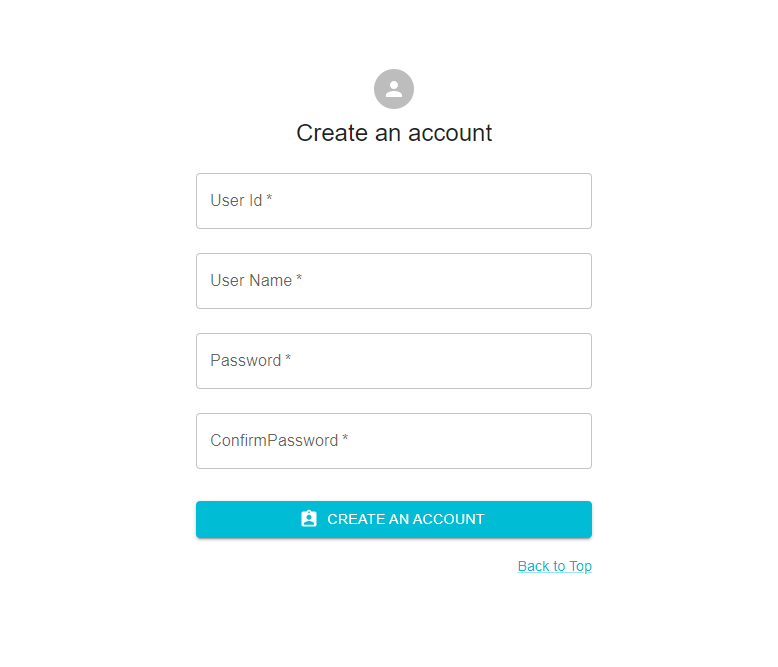 Create an account
User Id *
User Name *
Password *
ConfirmPassword *
CREATE AN ACCOUNT
Back to Top